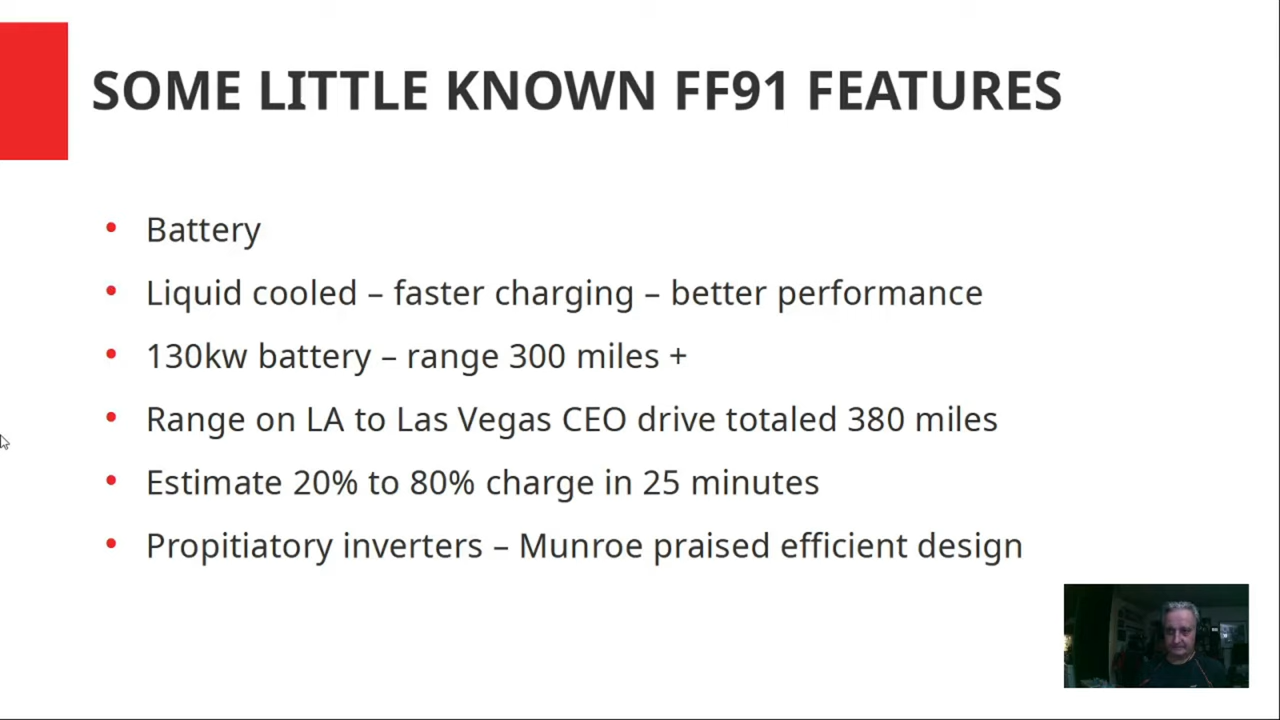 SOME LITTLE KNOWN FF91 FEATURES
• Battery
• Liquid cooled – faster charging – better performance
• 130kw battery – range 300 miles +
• Range on LA to Las Vegas CEO drive totaled 380 miles
• Estimate 20% to 80% charge in 25 minutes
• Propitiatory inverters – Munroe praised efficient design